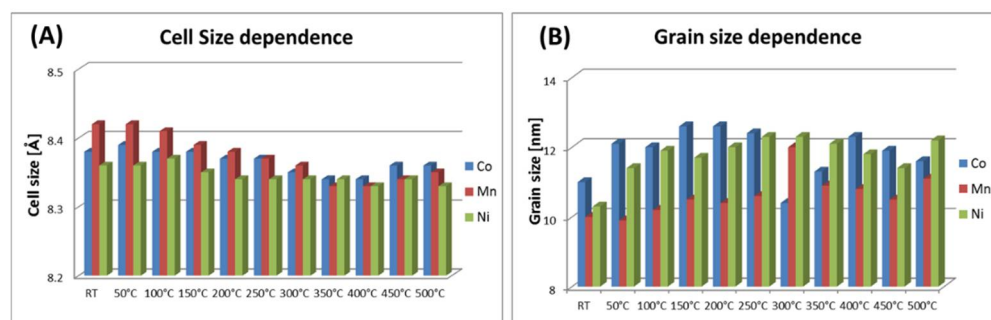 (A)
Cell Size dependence
8.5
8.4
8.3
8.2
Cell size [Å]
RT 50°C 100°C 150°C 200°C 250°C 300°C 350°C 400°C 450°C 500°C
Co
Mn
Ni
(B)
Grain size dependence
14
12
10
8
Grain size [nm]
RT 50°C 100°C 150°C 200°C 250°C 300°C 350°C 400°C 450°C 500°C
Co
Mn
Ni